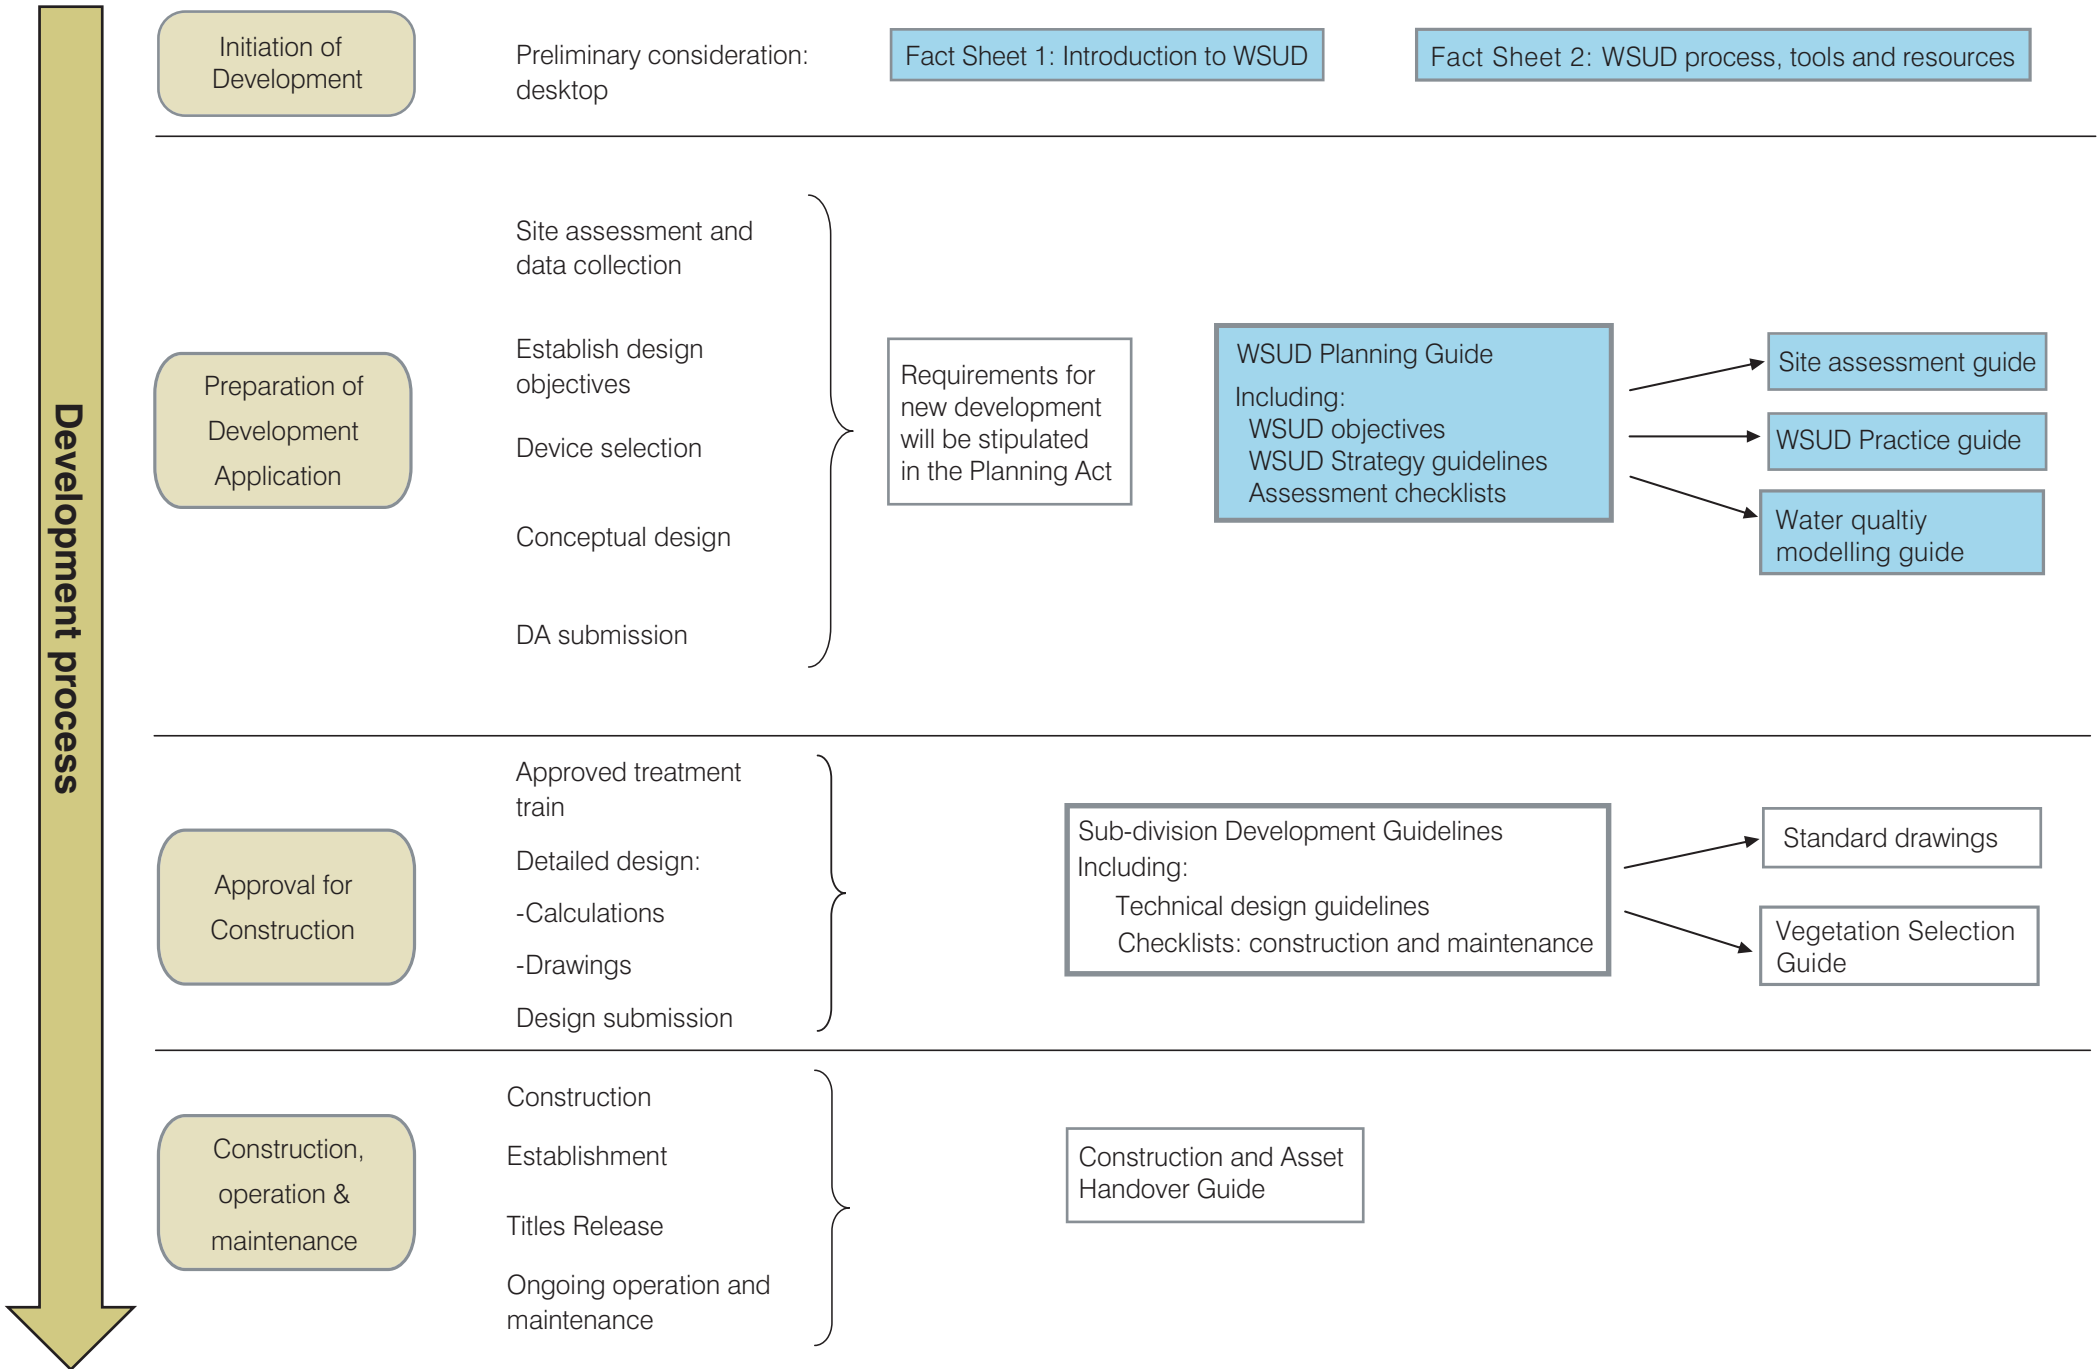 Development process
Initiation of
Development
Preliminary consideration:
desktop
Fact Sheet 1: Introduction to WSUD
Fact Sheet 2: WSUD process, tools and resources
Preparation of
Development
Application
Site assessment and
data collection
Establish design
objectives
Device selection
Conceptual design
DA submission
Requirements for
new development
will be stipulated
in the Planning Act
WSUD Planning Guide
Including:
WSUD objectives
WSUD Strategy guidelines
Assessment checklists
Site assessment guide
WSUD Practice guide
Water qualtiy
modelling guide
Approval for
Construction
Approved treatment
train
Detailed design:
-Calculations
-Drawings
Design submission
Sub-division Development Guidelines
Including:
Technical design guidelines
Checklists: construction and maintenance
Standard drawings
Vegetation Selection
Guide
Construction,
operation &
maintenance
Construction
Establishment
Titles Release
Ongoing operation and
maintenance
Construction and Asset
Handover Guide